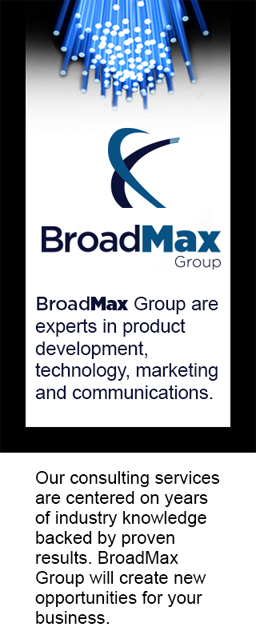 BroadMax
Group
BroadMax Group are
experts in product
development,
technology, marketing
and communications.
Our consulting services
are centered on years
of industry knowledge
backed by proven
results. BroadMax
Group will create new
opportunities for your
business.